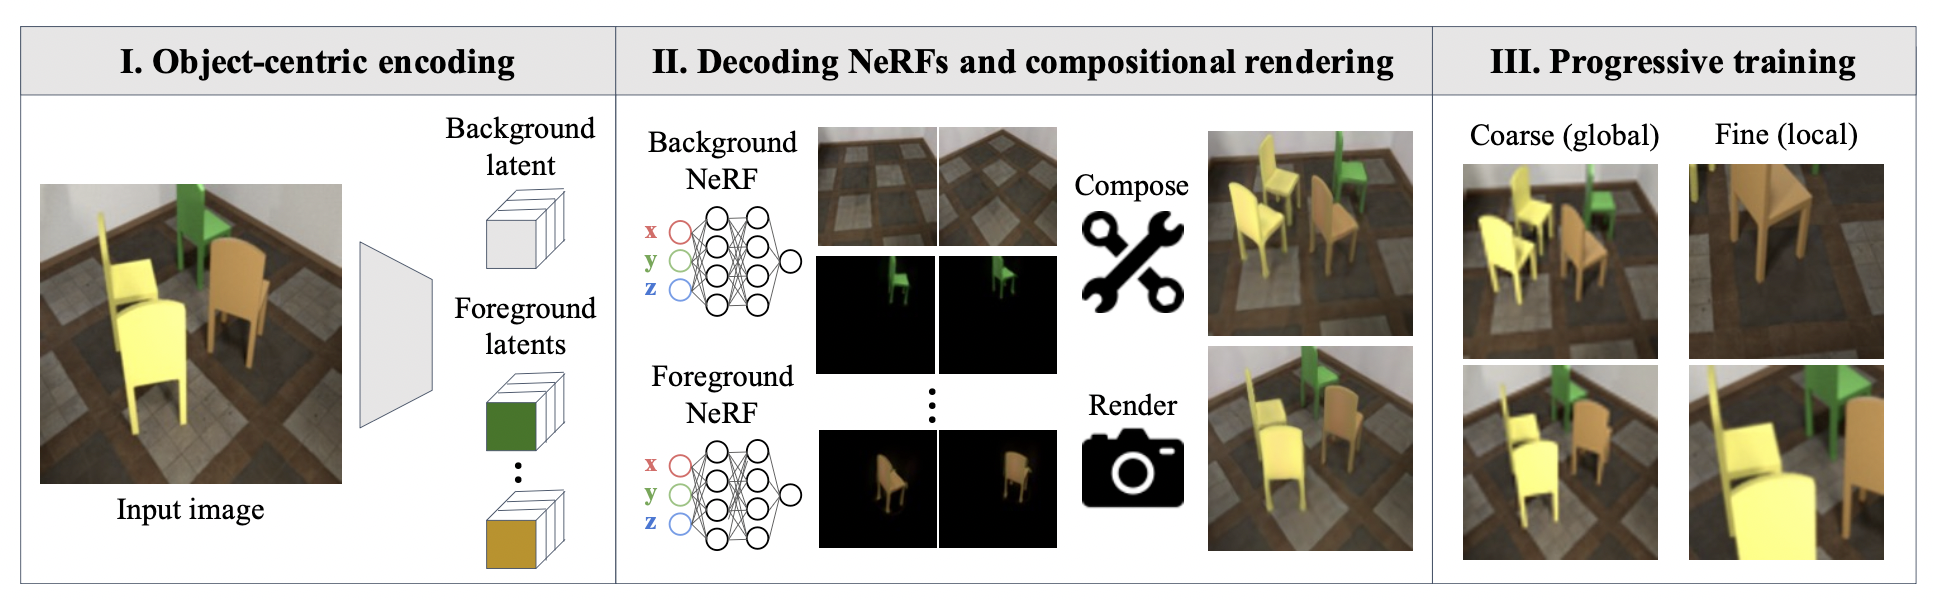 I. Object-centric encoding
II. Decoding NeRFs and compositional rendering
III. Progressive training
Background
latent
Foreground
latents
Input image
Background
NeRF
x
y
z
Foreground
NeRF
x
y
z
Compose
Render
Coarse (global)
Fine (local)